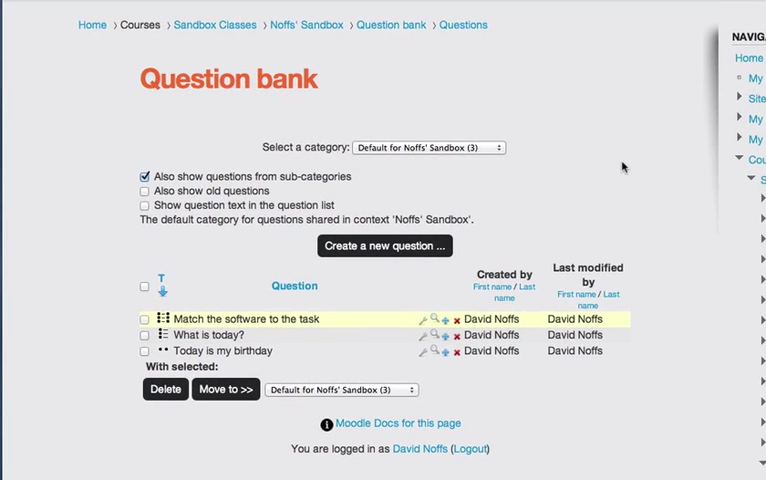 Home > Courses > Sandbox Classes > Noffs' Sandbox > Question bank > Questions
NAVIG
Home
My
Site
My
My
Cou
S
Question bank
Select a category: Default for Noffs' Sandbox (3)
Also show questions from sub-categories
Also show old questions
Show question text in the question list
The default category for questions shared in context 'Noffs' Sandbox'.
Create a new question ...
T Question Created by First name / Last name Last modified by First name / Last name
Match the software to the task David Noffs David Noffs
What is today? David Noffs David Noffs
Today is my birthday David Noffs David Noffs
With selected:
Delete Move to >> Default for Noffs' Sandbox (3)
Moodle Docs for this page
You are logged in as David Noffs (Logout)